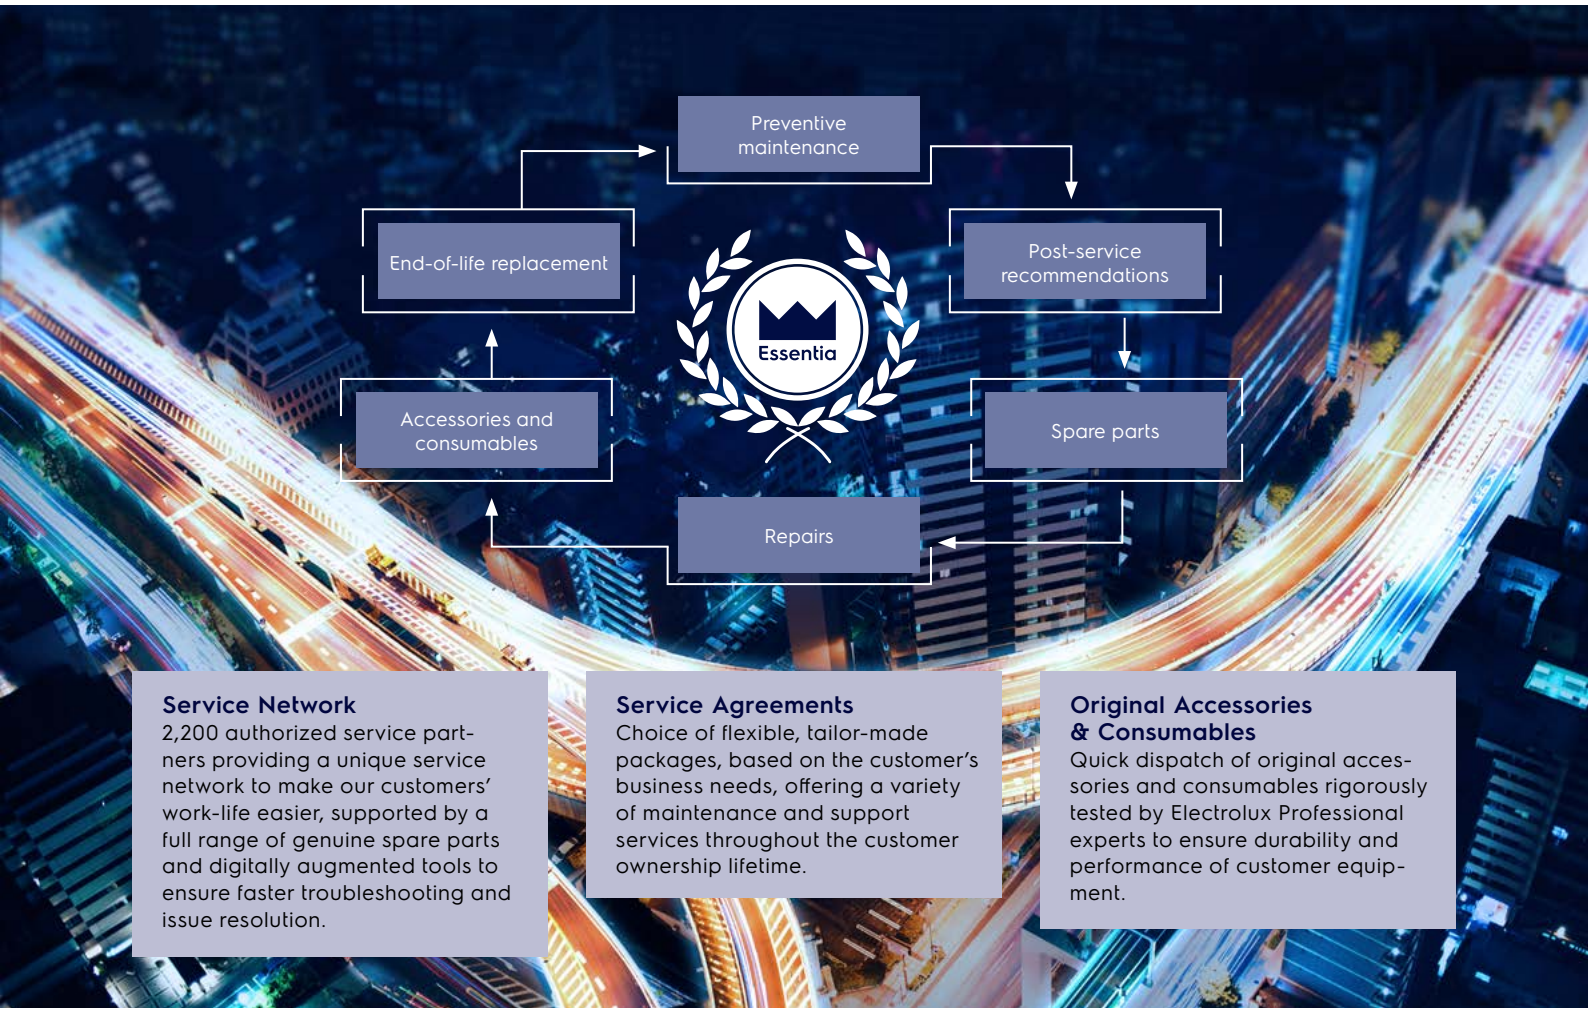 Preventive
maintenance
End-of-life replacement
Post-service
recommendations
Essentia
Accessories and
consumables
Spare parts
Repairs
Service Network
2,200 authorized service part-
ners providing a unique service
network to make our customers’
work-life easier, supported by a
full range of genuine spare parts
and digitally augmented tools to
ensure faster troubleshooting and
issue resolution.
Service Agreements
Choice of flexible, tailor-made
packages, based on the customer’s
business needs, offering a variety
of maintenance and support
services throughout the customer
ownership lifetime.
Original Accessories
& Consumables
Quick dispatch of original acces-
sories and consumables rigorously
tested by Electrolux Professional
experts to ensure durability and
performance of customer equip-
ment.